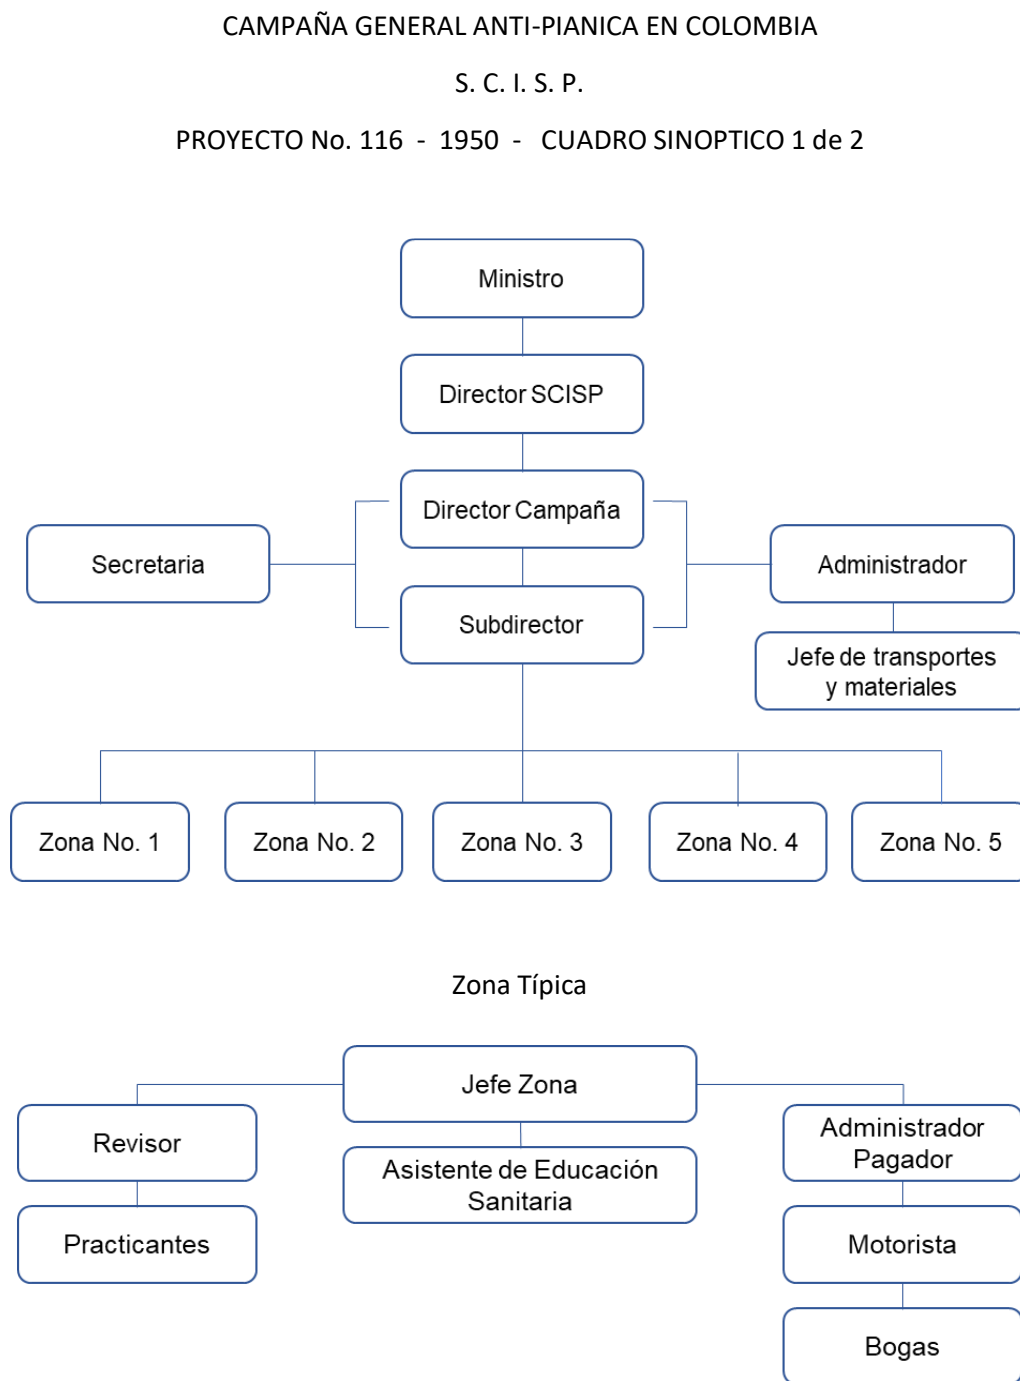 CAMPAÑA GENERAL ANTI-PIANICA EN COLOMBIA
S. C. I. S. P.
PROYECTO No. 116 - 1950 - CUADRO SINOPTICO 1 de 2
Ministro
Director SCISP
Director Campaña
Secretaria
Administrador
Subdirector
Jefe de transportes
y materiales
Zona No. 1
Zona No. 2
Zona No. 3
Zona No. 4
Zona No. 5
Zona Típica
Jefe Zona
Revisor
Asistente de Educación
Sanitaria
Administrador
Pagador
Practicantes
Motorista
Bogas